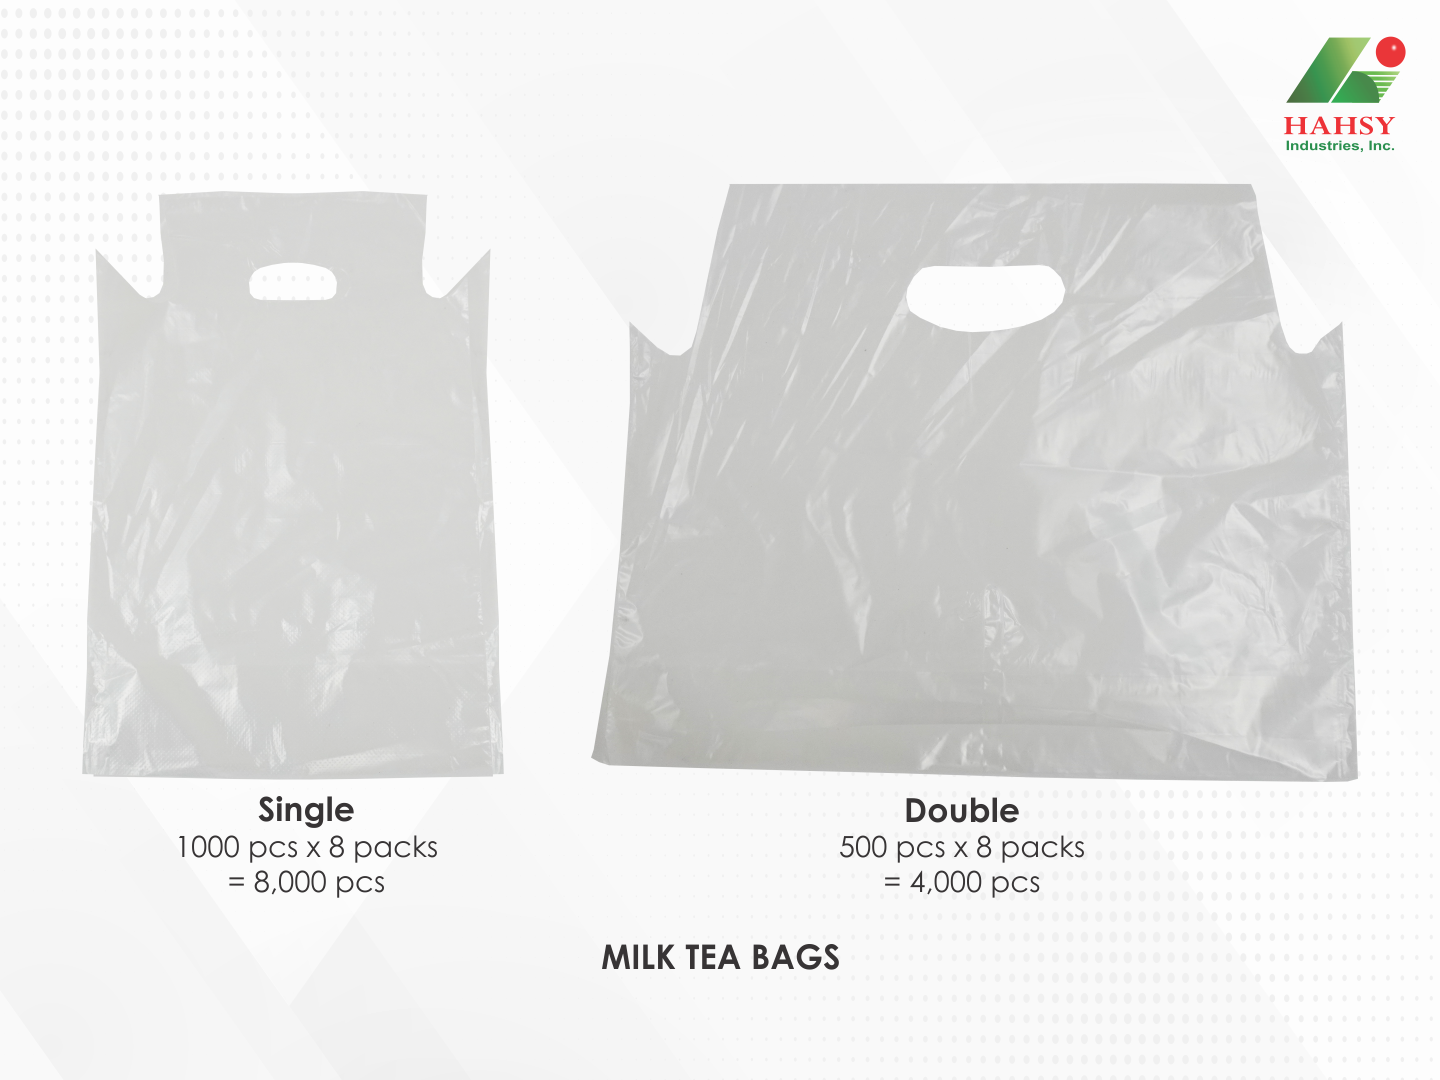 HAHSY
Industries, Inc.
Single
1000 pcs x 8 packs
= 8,000 pcs
Double
500 pcs x 8 packs
= 4,000 pcs
MILK TEA BAGS